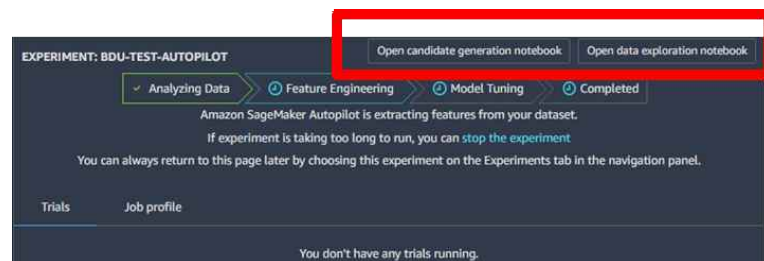 EXPERIMENT: BDU-TEST-AUTOPILOT
Open candidate generation notebook
Open data exploration notebook
Analyzing Data
Feature Engineering
Model Tuning
Completed
Amazon SageMaker Autopilot is extracting features from your dataset.
If experiment is taking too long to run, you can stop the experiment
You can always return to this page later by choosing this experiment on the Experiments tab in the navigation panel.
Trials
Job profile
You don't have any trials running.